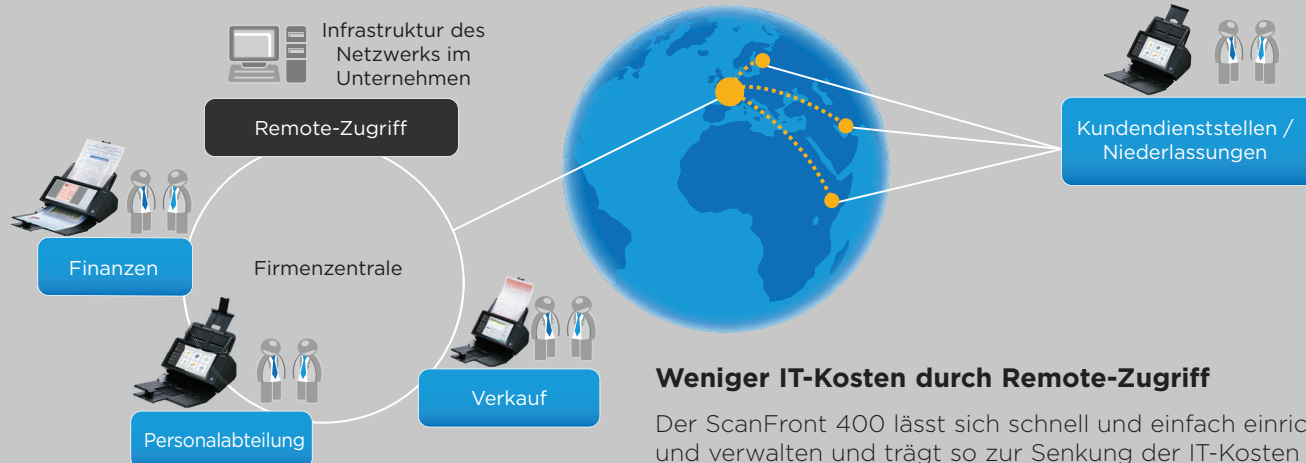 Infrastruktur des
Netzwerks im
Unternehmen
Remote-Zugriff
Kundendienststellen /
Niederlassungen
Finanzen
Firmenzentrale
Verkauf
Personalabteilung
Weniger IT-Kosten durch Remote-Zugriff
Der ScanFront 400 lässt sich schnell und einfach
und verwalten und trägt so zur Senkung der IT-Kosten